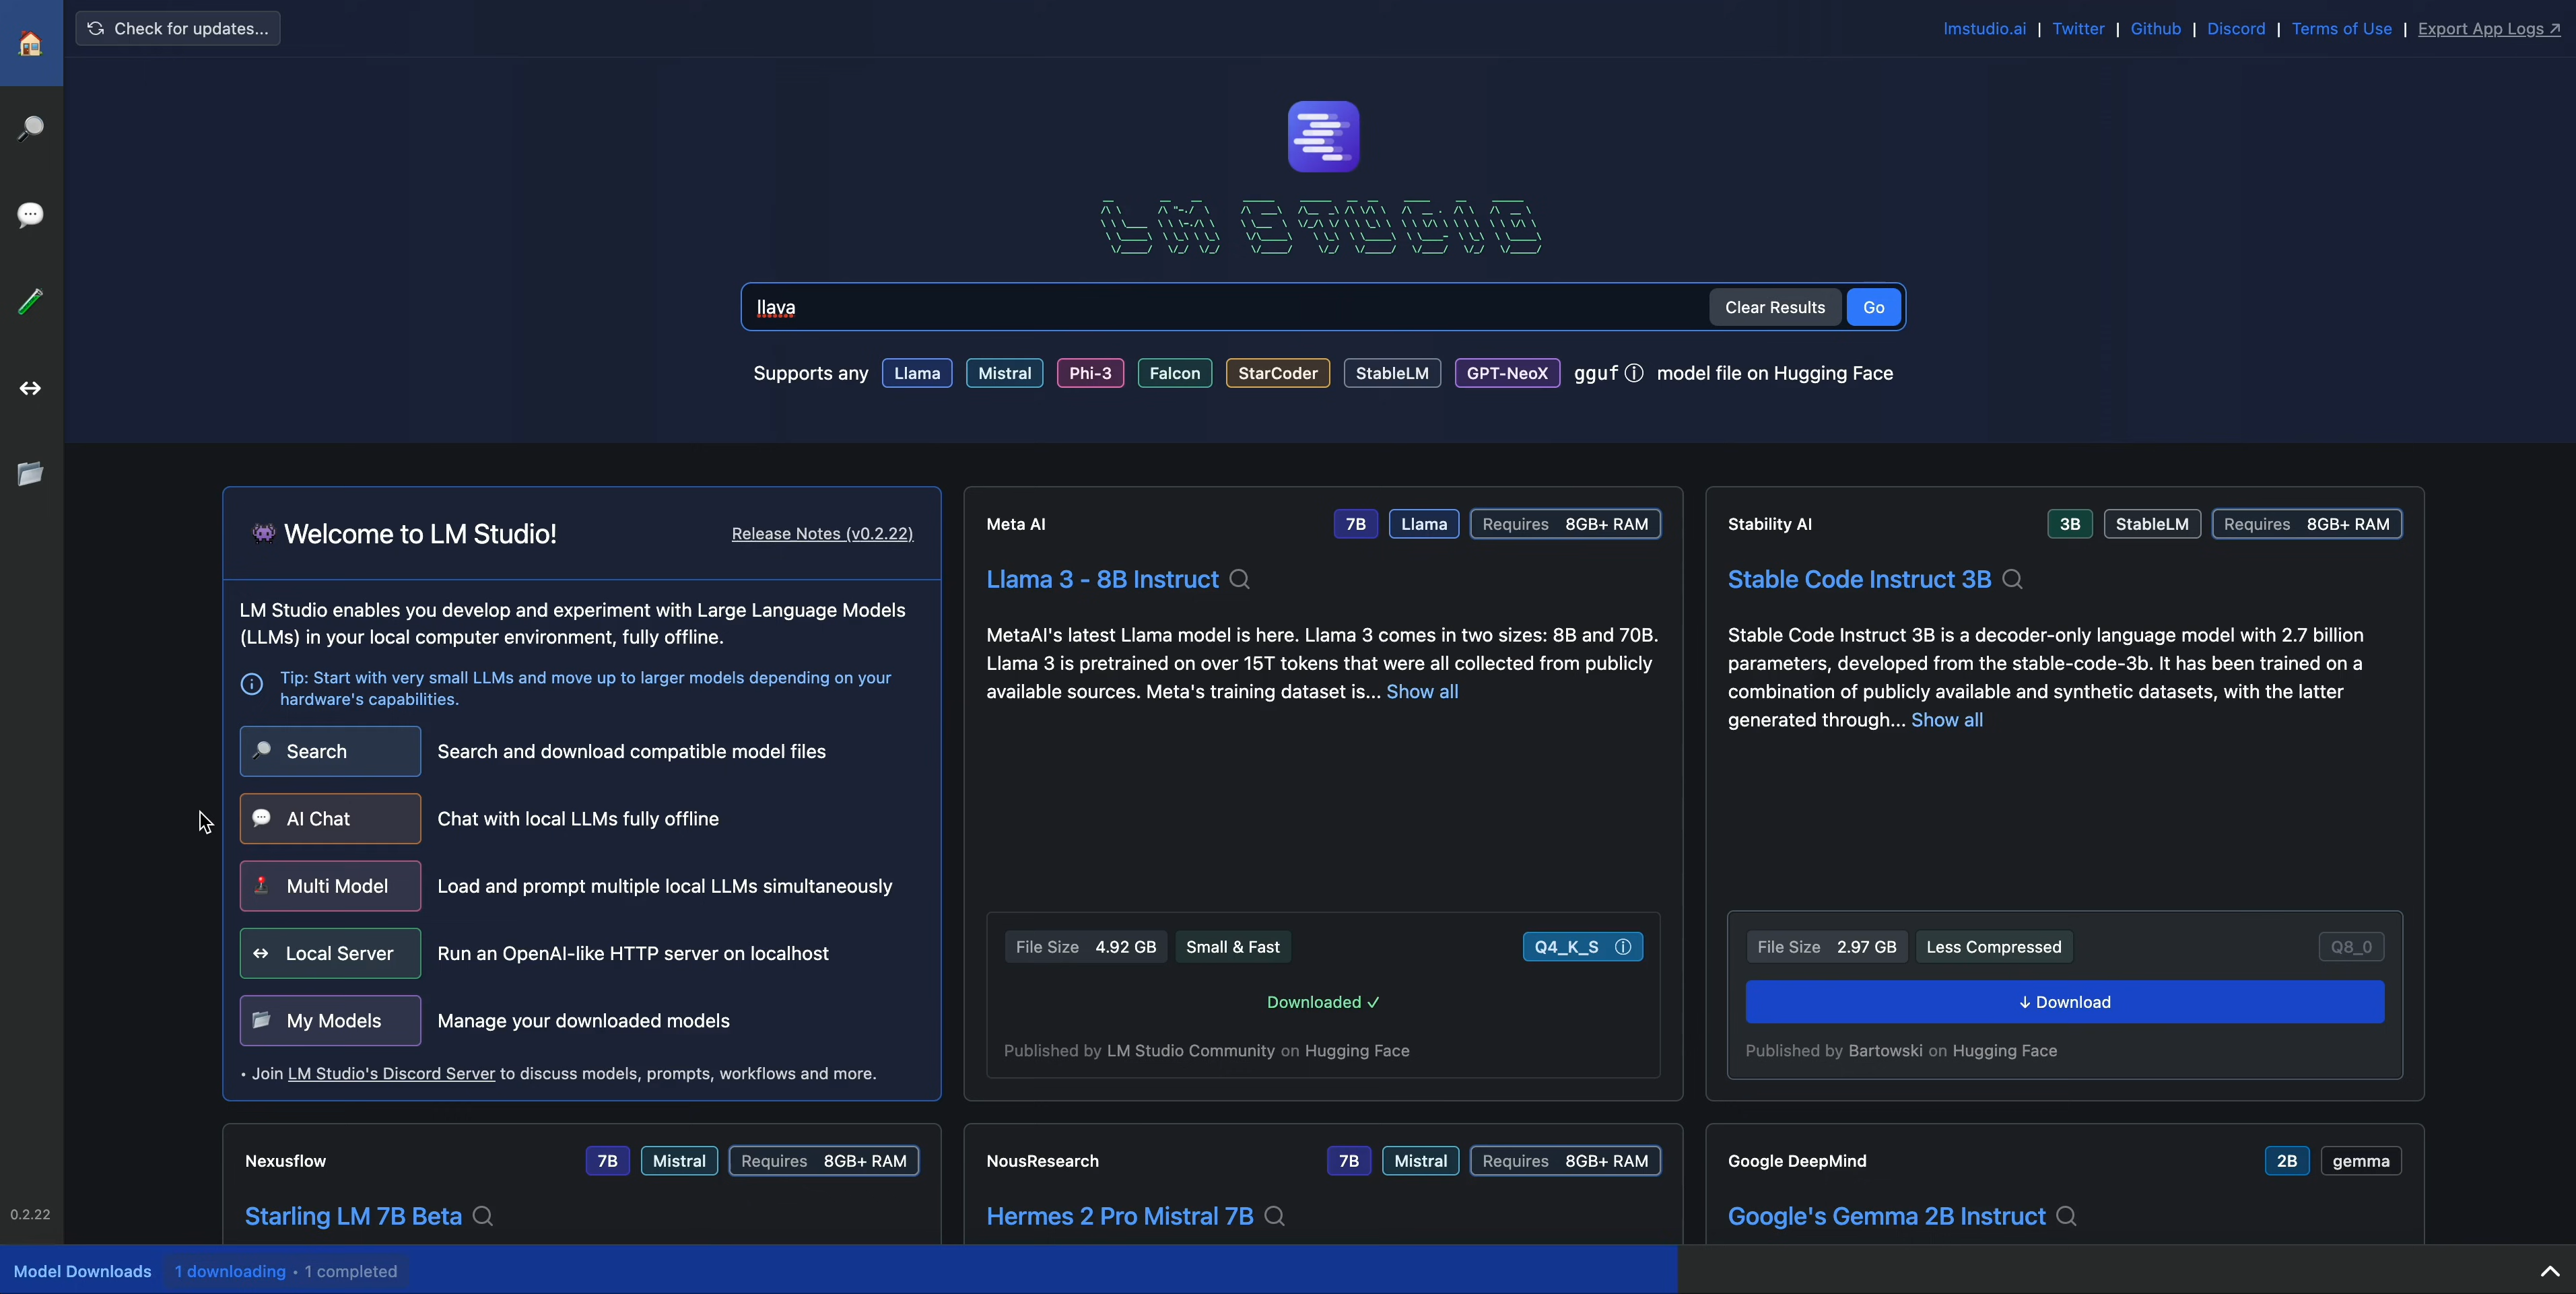 Check for updates...
lmstudio.ai | Twitter | Github | Discord | Terms of Use | Export App Logs ↗
LM STUDIO
llava
Clear Results
Go
Supports any Llama Mistral Phi-3 Falcon StarCoder StableLM GPT-NeoX gguf ⓘ model file on Hugging Face
👾 Welcome to LM Studio!
Release Notes (v0.2.22)
LM Studio enables you develop and experiment with Large Language Models
(LLMs) in your local computer environment, fully offline.
Tip: Start with very small LLMs and move up to larger models depending on your
hardware's capabilities.
Search
Search and download compatible model files
AI Chat
Chat with local LLMs fully offline
Multi Model
Load and prompt multiple local LLMs simultaneously
↔ Local Server
Run an OpenAI-like HTTP server on localhost
My Models
Manage your downloaded models
• Join LM Studio's Discord Server to discuss models, prompts, workflows and more.
Meta AI
7B Llama Requires 8GB+ RAM
Llama 3 - 8B Instruct
MetaAI's latest Llama model is here. Llama 3 comes in two sizes: 8B and 70B.
Llama 3 is pretrained on over 15T tokens that were all collected from publicly
available sources. Meta's training dataset is... Show all
File Size 4.92 GB Small & Fast Q4_K_S ⓘ
Downloaded ✓
Published by LM Studio Community on Hugging Face
Stability AI
3B StableLM Requires 8GB+ RAM
Stable Code Instruct 3B
Stable Code Instruct 3B is a decoder-only language model with 2.7 billion
parameters, developed from the stable-code-3b. It has been trained on a
combination of publicly available and synthetic datasets, with the latter
generated through... Show all
File Size 2.97 GB Less Compressed Q8_0
↓ Download
Published by Bartowski on Hugging Face
Nexusflow
7B Mistral Requires 8GB+ RAM
Starling LM 7B Beta
NousResearch
7B Mistral Requires 8GB+ RAM
Hermes 2 Pro Mistral 7B
Google DeepMind
2B gemma
Google's Gemma 2B Instruct
0.2.22
Model Downloads 1 downloading • 1 completed